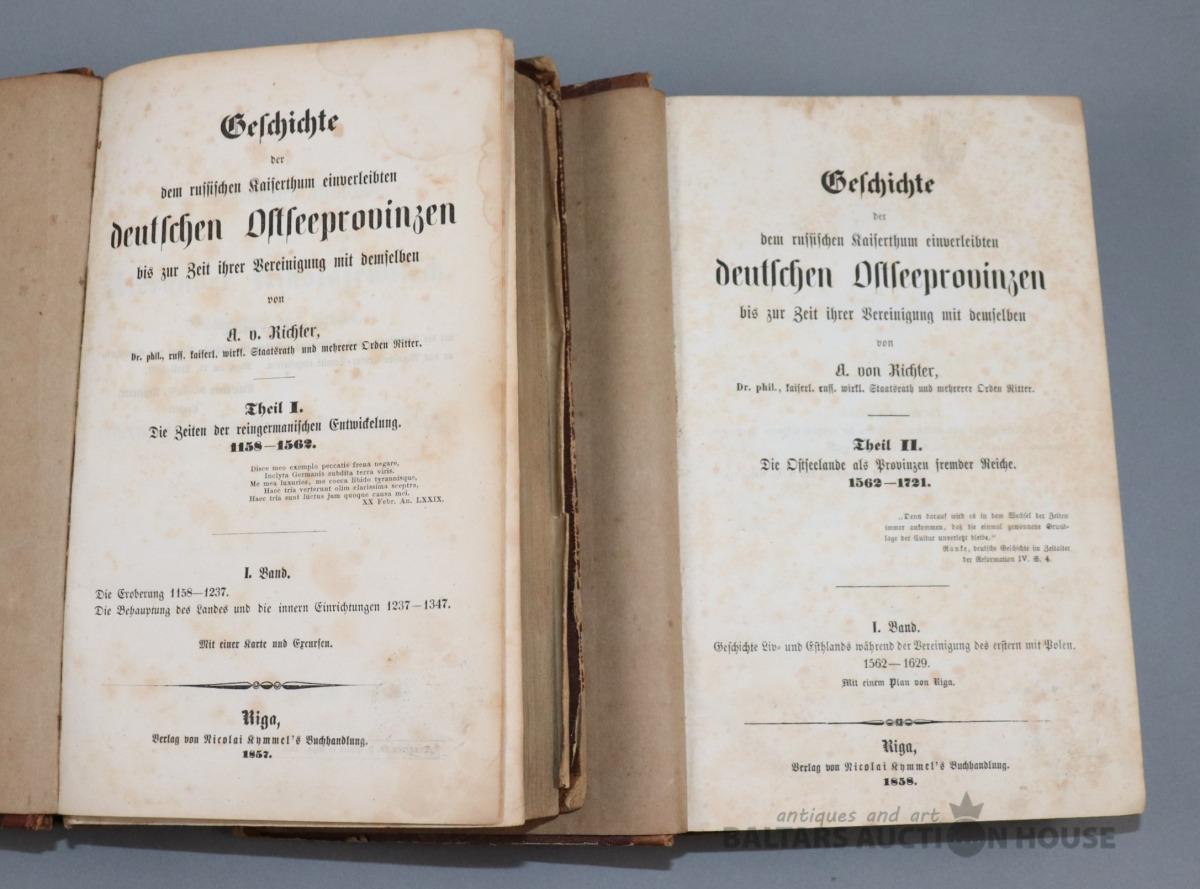 Geschichte
der
dem russischen Kaiserthum einverleibten
deutschen Ostseeprovinzen
bis zur Zeit ihrer Vereinigung mit demselben
von
A. v. Richter,
Dr. phil., russ. kaiserl. wirkl. Staatsrath und mehrerer Orden Ritter.
Theil I.
Die Zeiten der reingermanischen Entwickelung.
1158—1562.
Disce meo exemplo peccatis frena negare,
Inclyta Germanis subdita terra viris.
Me mea luxuries, me coeca libido tyrannisque,
Haec tria verterunt olim clarissima sceptra,
Haec tria sunt luctus jam quoque causa mei.
XX Febr. An. LXXIX.
I. Band.
Die Eroberung 1158—1237.
Die Behauptung des Landes und die innern Einrichtungen 1237—1347.
Mit einer Karte und Excursen.
Riga,
Verlag von Nicolai Kymmel's Buchhandlung.
1857.
Geschichte
der
dem russischen Kaiserthum einverleibten
deutschen Ostseeprovinzen
bis zur Zeit ihrer Vereinigung mit demselben
von
A. von Richter,
Dr. phil., kaiserl. russ. wirkl. Staatsrath und mehrerer Orden Ritter.
Theil II.
Die Ostseelande als Provinzen fremder Reiche.
1562—1721.
„Denn darauf wird es in dem Wechsel der Zeiten
immer ankommen, daß die einmal gewonnene Grund-
lage der Cultur unverletzt bleibe."
Ranke, deutsche Geschichte im Zeitalter
der Reformation IV. S. 4.
I. Band.
Geschichte Liv- und Esthlands während der Vereinigung des erstern mit Polen.
1562—1629.
Mit einem Plan von Riga.
Riga,
Verlag von Nicolai Kymmel's Buchhandlung.
1858.
antiques and art
BALTARS AUCTION HOUSE